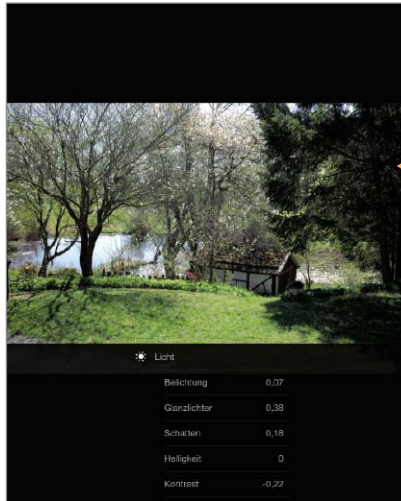 Licht
Belichtung 0,07
Glanzlichter 0,38
Schatten 0,18
Helligkeit 0
Kontrast -0,22